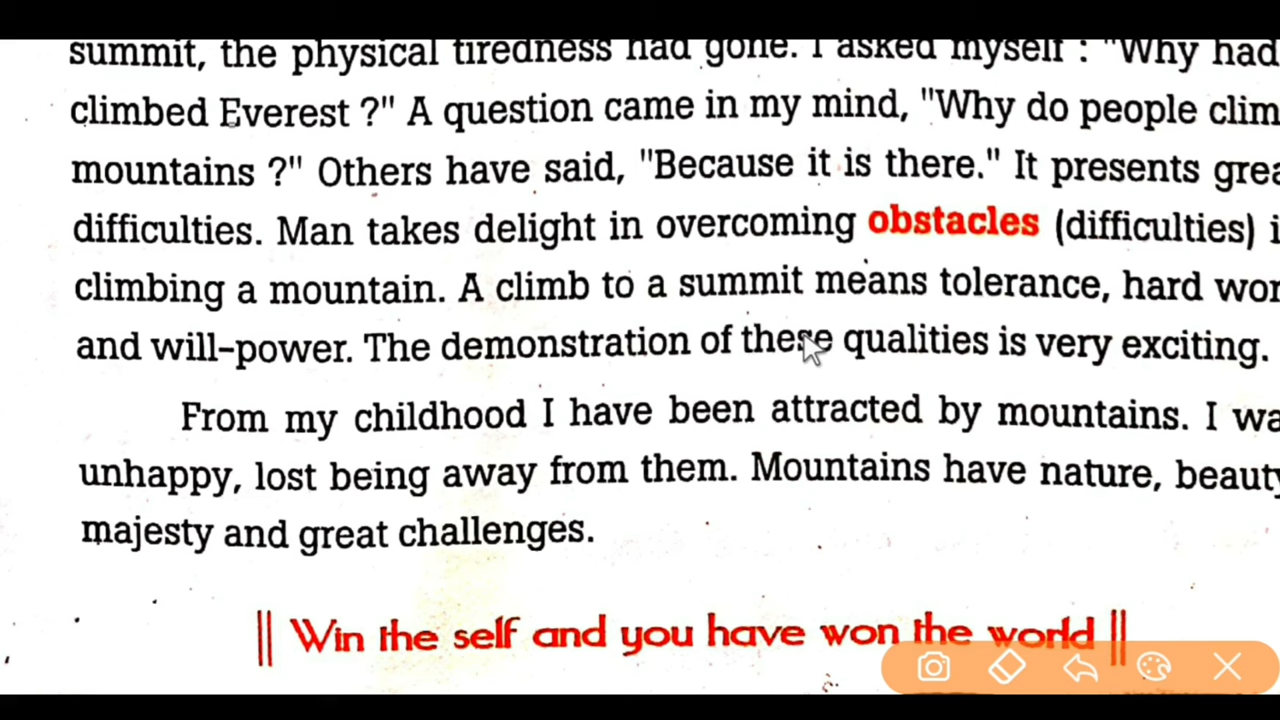 summit, the physical tiredness had gone. I asked myself : "Why had
climbed Everest ?" A question came in my mind, "Why do people clim
mountains ?" Others have said, "Because it is there." It presents grea
difficulties. Man takes delight in overcoming obstacles (difficulties) i
climbing a mountain. A climb to a summit means tolerance, hard wor
and will-power. The demonstration of these qualities is very exciting.
From my childhood I have been attracted by mountains. I wa
unhappy, lost being away from them. Mountains have nature, beauty
majesty and great challenges.
|| Win the self and you have won the world ||